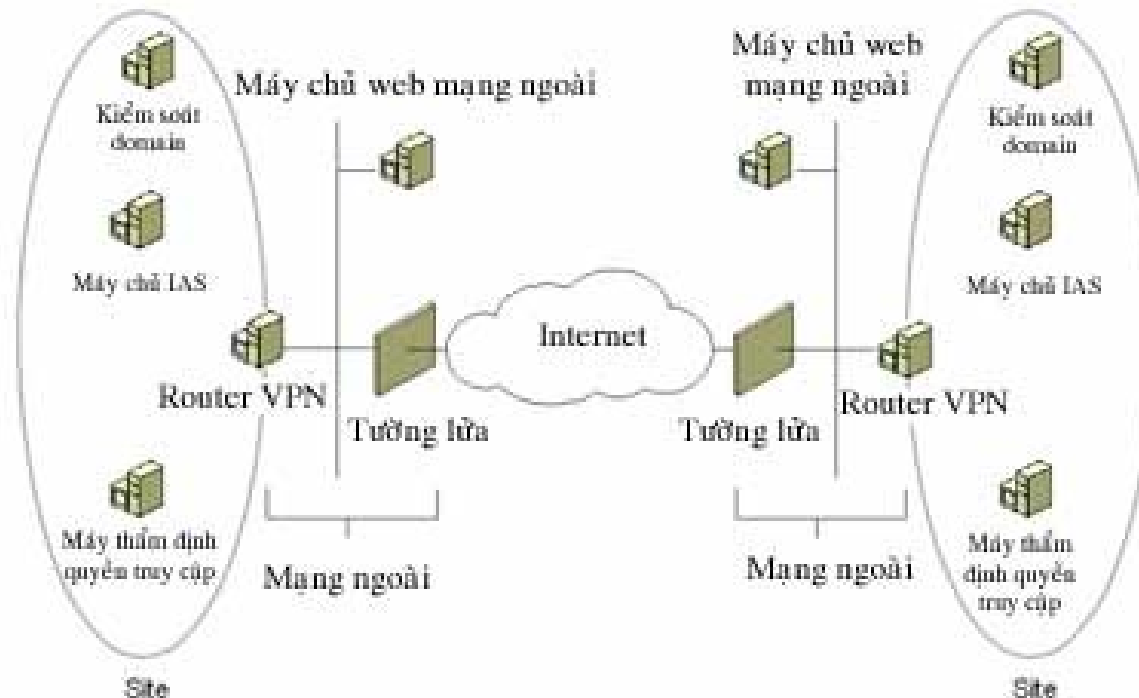 Kiểm soát
domain
Máy chủ IAS
Router VPN
Máy thẩm định
quyền truy cập
Site
Máy chủ web mạng ngoài
Tường lửa
Mạng ngoài
Internet
Máy chủ web
mạng ngoài
Tường lửa
Mạng ngoài
Router VPN
Kiểm soát
domain
Máy chủ IAS
Máy thẩm
định quyền
truy cập
Site